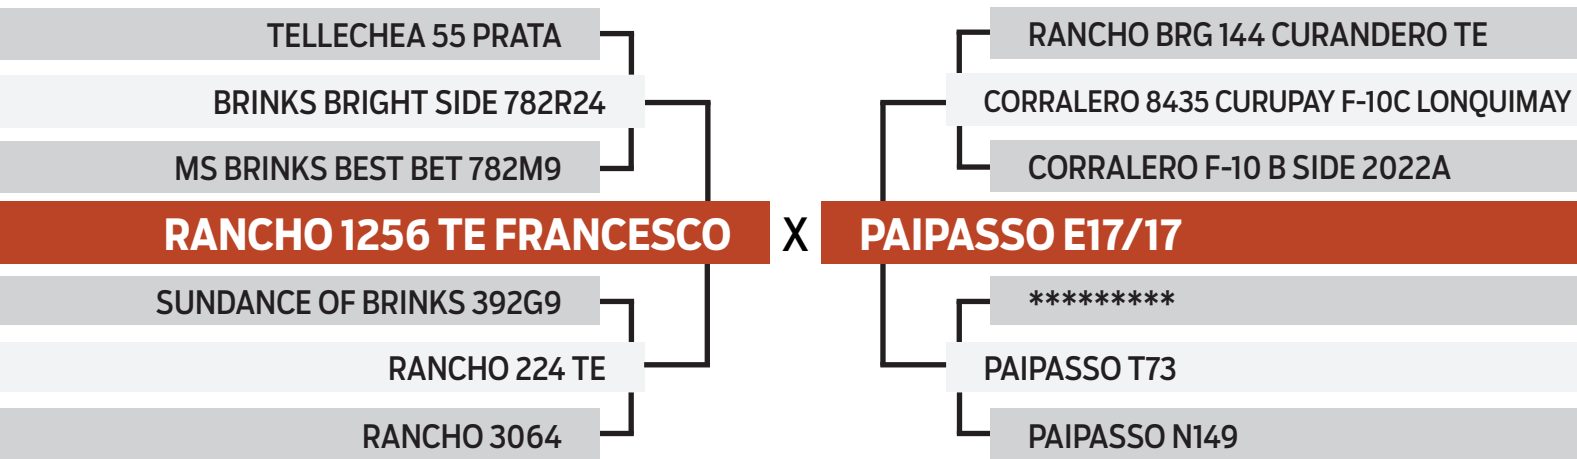 TELLECHEA 55 PRATA
BRINKS BRIGHT SIDE 782R24
MS BRINKS BEST BET 782M9
RANCHO 1256 TE FRANCESCO
SUNDANCE OF BRINKS 392G9
RANCHO 224 TE
RANCHO 3064
X
RANCHO BRG 144 CURANDERO TE
CORRALERO 8435 CURUPAY F-10C LONQUIMAY
CORRALERO F-10 B SIDE 2022A
PAIPASSO E17/17
*********
PAIPASSO T73
PAIPASSO N149